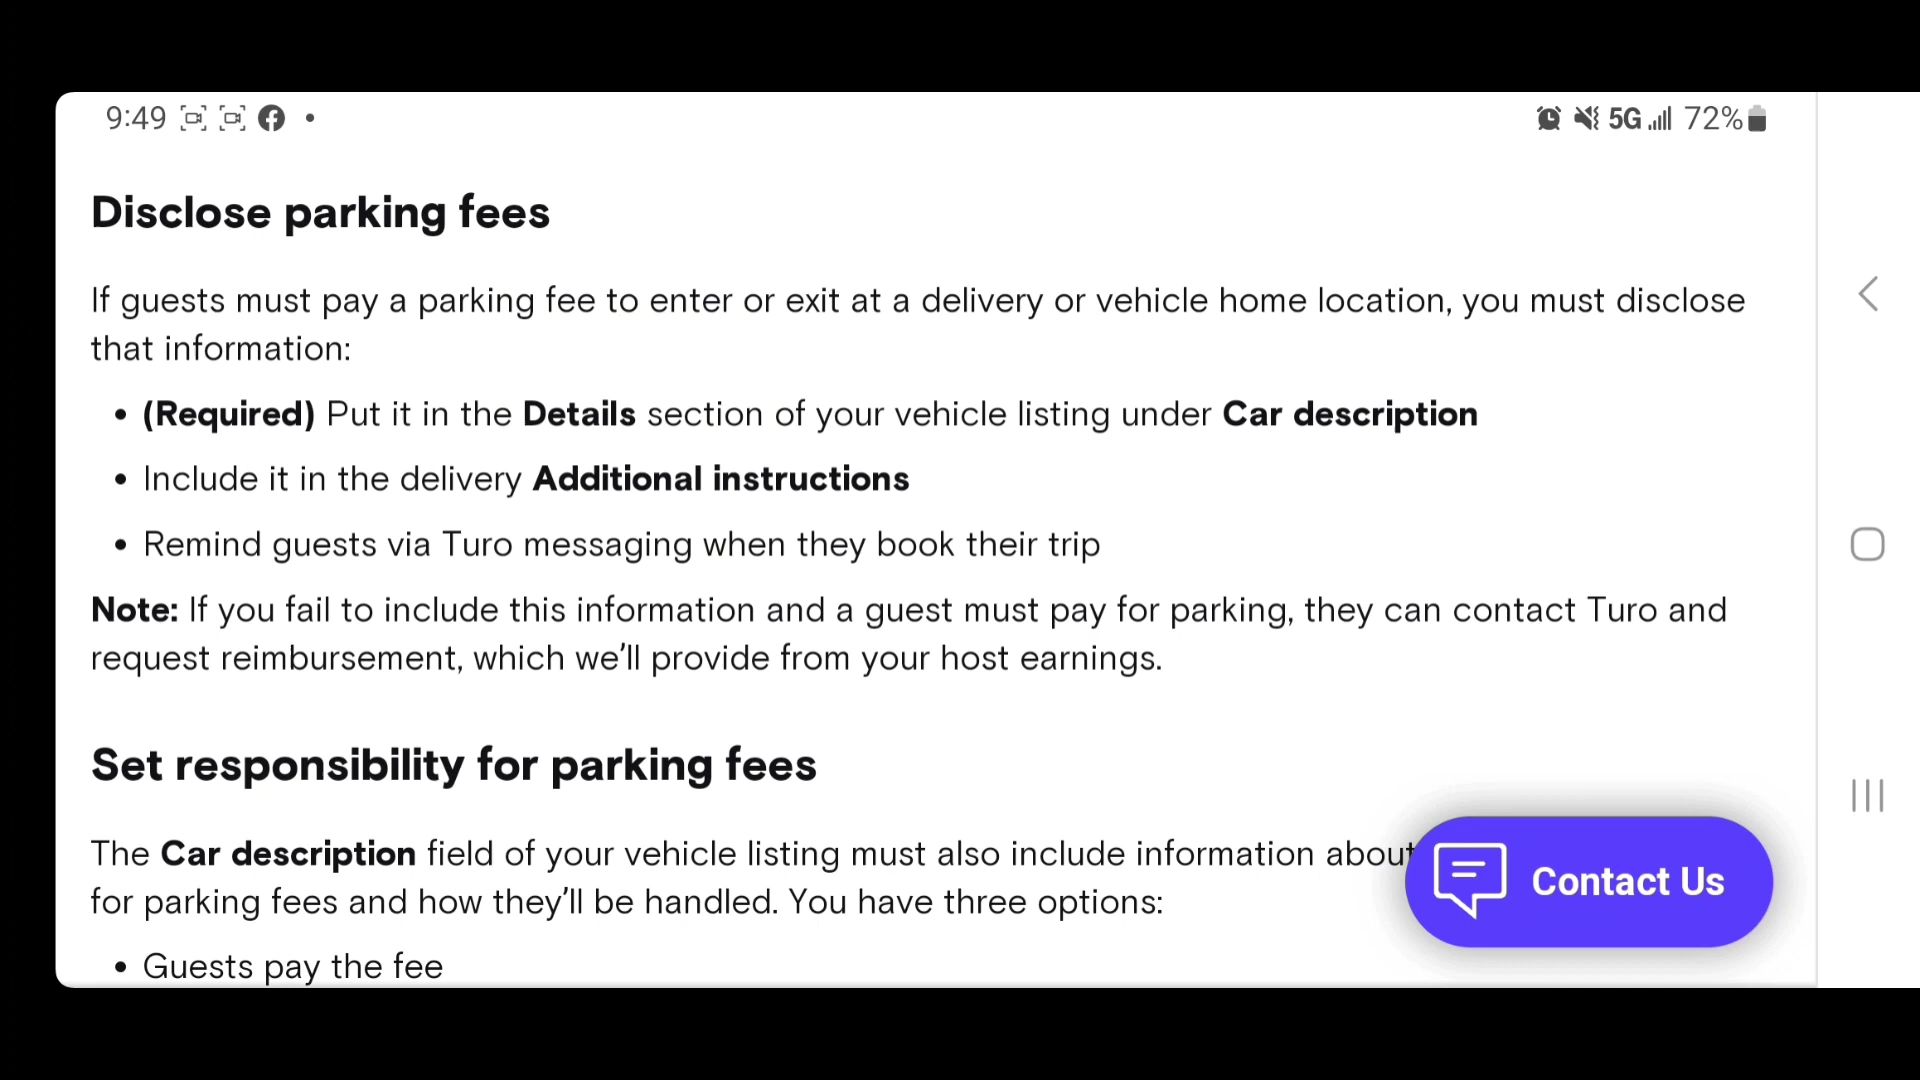 9:49
5G 72%
Disclose parking fees
If guests must pay a parking fee to enter or exit at a delivery or vehicle home location, you must disclose
that information:
• (Required) Put it in the Details section of your vehicle listing under Car description
• Include it in the delivery Additional instructions
• Remind guests via Turo messaging when they book their trip
Note: If you fail to include this information and a guest must pay for parking, they can contact Turo and
request reimbursement, which we’ll provide from your host earnings.
Set responsibility for parking fees
The Car description field of your vehicle listing must also include information about
for parking fees and how they’ll be handled. You have three options:
Contact Us
• Guests pay the fee